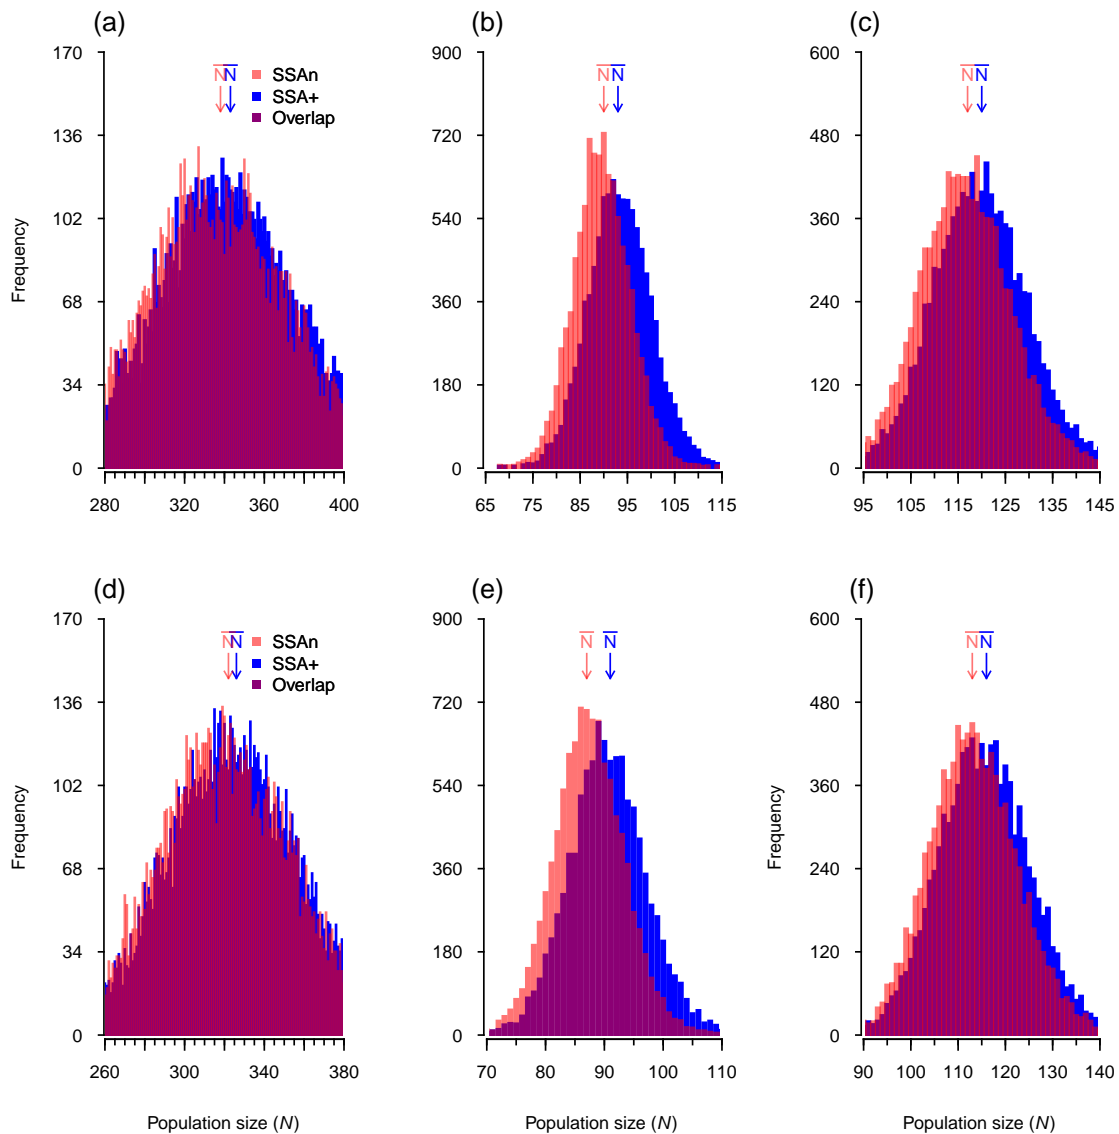 (a)
170
136
102
68
34
0
Frequency
280
320
360
400
N N
SSAn
SSA+
Overlap
(b)
900
720
540
360
180
0
65
75
85
95
105
115
N N
(c)
600
480
360
240
120
0
95
105
115
125
135
145
N N
(d)
170
136
102
68
34
0
Frequency
260
300
340
380
Population size (N)
N N
SSAn
SSA+
Overlap
(e)
900
720
540
360
180
0
70
80
90
100
110
Population size (N)
N N
(f)
600
480
360
240
120
0
Frequency
90
100
110
120
130
140
Population size (N)
N N